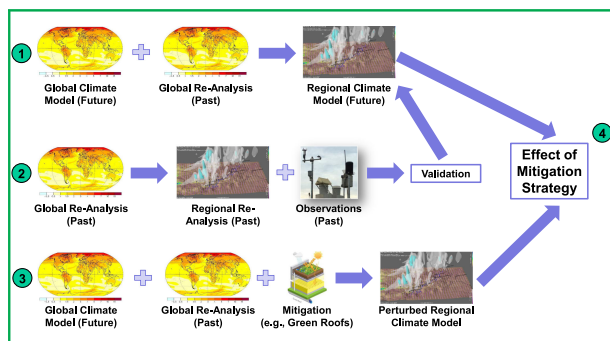 1
Global Climate
Model (Future)
Global Re-Analysis
(Past)
Regional Climate
Model (Future)
4
Effect of
Mitigation
Strategy
2
Global Re-Analysis
(Past)
Regional Re-
Analysis (Past)
Observations
(Past)
Validation
3
Global Climate
Model (Future)
Global Re-Analysis
(Past)
Mitigation
(e.g., Green Roofs)
Perturbed Regional
Climate Model